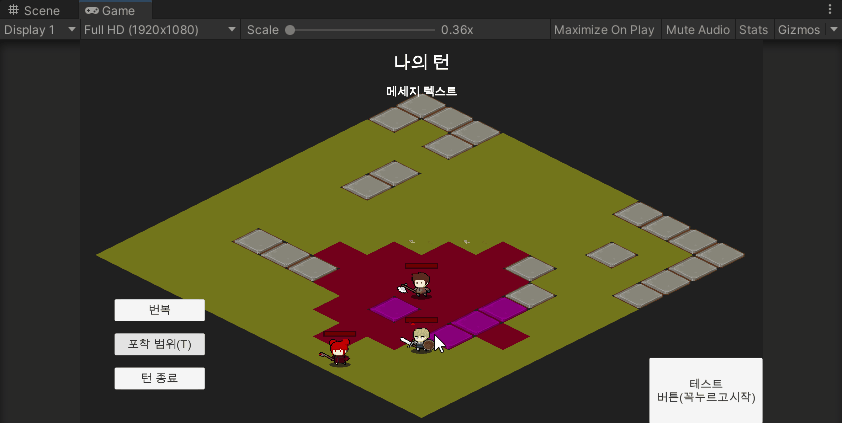 Scene Game
Display 1 Full HD (1920x1080) Scale 0.36x Maximize On Play Mute Audio Stats Gizmos
나의 턴
메세지 텍스트
번복
포착 범위(T)
턴 종료
테스트
버튼(꼭누르고시작)